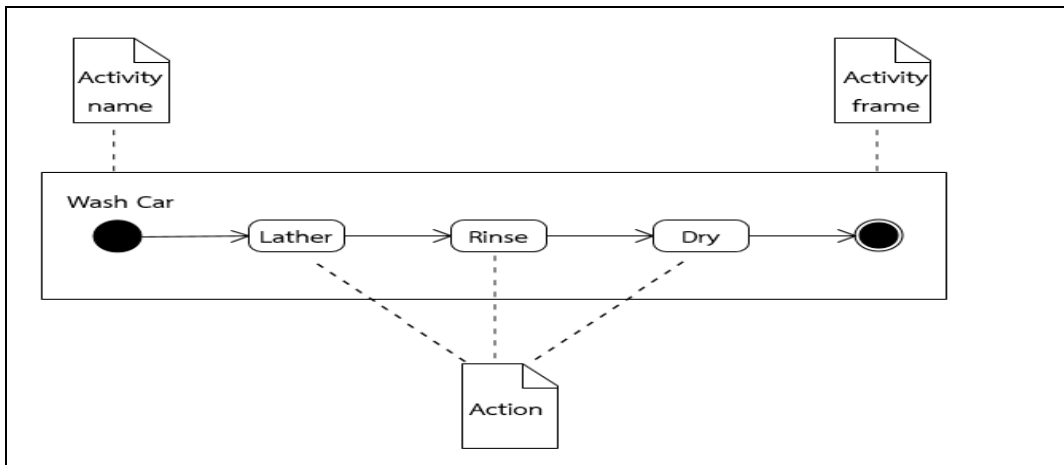 Activity
name
Activity
frame
Wash Car
Lather
Rinse
Dry
Action